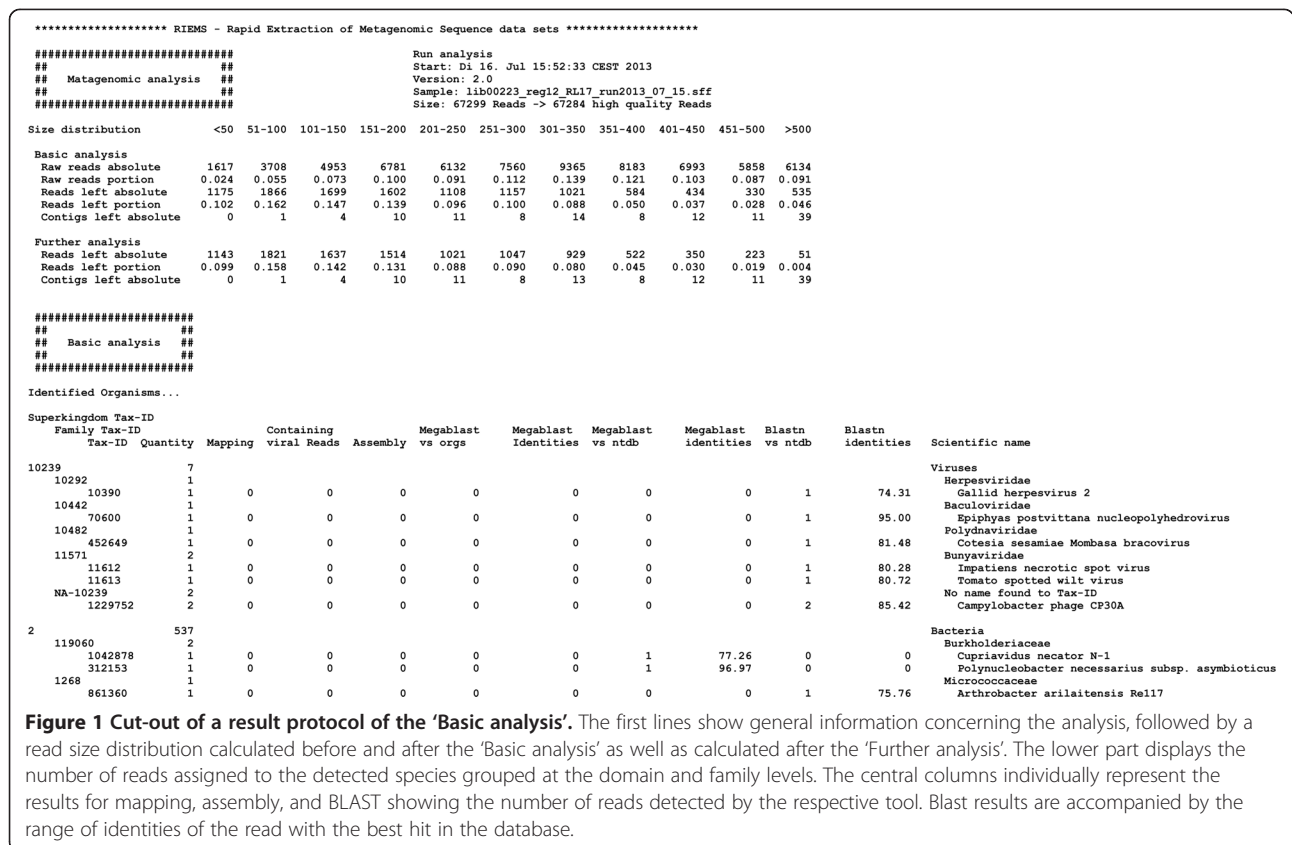 ******************** RIEMS - Rapid Extraction of Metagenomic Sequence data sets ********************
############################## Run analysis
## ## Start: Di 16. Jul 15:52:33 CEST 2013
## Matagenomic analysis ## Version: 2.0
## ## Sample: lib00223_reg12_RL17_run2013_07_15.sff
############################## Size: 67299 Reads -> 67284 high quality Reads
Size distribution <50 51-100 101-150 151-200 201-250 251-300 301-350 351-400 401-450 451-500 >500
Basic analysis
Raw reads absolute 1617 3708 4953 6781 6132 7560 9365 8183 6993 5858 6134
Raw reads portion 0.024 0.055 0.073 0.100 0.091 0.112 0.139 0.121 0.103 0.087 0.091
Reads left absolute 1175 1866 1699 1602 1108 1157 1021 584 434 330 535
Reads left portion 0.102 0.162 0.147 0.139 0.096 0.100 0.088 0.050 0.037 0.028 0.046
Contigs left absolute 0 1 4 10 11 8 14 8 12 11 39
Further analysis
Reads left absolute 1143 1821 1637 1514 1021 1047 929 522 350 223 51
Reads left portion 0.099 0.158 0.142 0.131 0.088 0.090 0.080 0.045 0.030 0.019 0.004
Contigs left absolute 0 1 4 10 11 8 13 8 12 11 39
########################
## ##
## Basic analysis ##
## ##
########################
Identified Organisms...
Superkingdom Tax-ID
Family Tax-ID Containing Megablast Megablast Megablast Megablast Blastn Blastn
Tax-ID Quantity Mapping viral Reads Assembly vs orgs Identities vs ntdb identities vs ntdb identities Scientific name
10239 7 Viruses
10292 1 Herpesviridae
10390 1 0 0 0 0 0 0 0 1 74.31 Gallid herpesvirus 2
10442 1 Baculoviridae
70600 1 0 0 0 0 0 0 0 1 95.00 Epiphyas postvittana nucleopolyhedrovirus
10482 1 Polydnaviridae
452649 1 0 0 0 0 0 0 0 1 81.48 Cotesia sesamiae Mombasa bracovirus
11571 2 Bunyaviridae
11612 1 0 0 0 0 0 0 0 1 80.28 Impatiens necrotic spot virus
11613 1 0 0 0 0 0 0 0 1 80.72 Tomato spotted wilt virus
NA-10239 2 No name found to Tax-ID
1229752 2 0 0 0 0 0 0 0 2 85.42 Campylobacter phage CP30A
2 537 Bacteria
119060 2 Burkholderiaceae
1042878 1 0 0 0 0 0 1 77.26 0 0 Cupriavidus necator N-1
312153 1 0 0 0 0 0 1 96.97 0 0 Polynucleobacter necessarius subsp. asymbioticus
1268 1 Micrococcaceae
861360 1 0 0 0 0 0 0 0 1 75.76 Arthrobacter arilaitensis Re117
Figure 1 Cut-out of a result protocol of the 'Basic analysis'. The first lines show general information concerning the analysis, followed by a
read size distribution calculated before and after the 'Basic analysis' as well as calculated after the 'Further analysis'. The lower part displays the
number of reads assigned to the detected species grouped at the domain and family levels. The central columns individually represent the
results for mapping, assembly, and BLAST showing the number of reads detected by the respective tool. Blast results are accompanied by the
range of identities of the read with the best hit in the database.